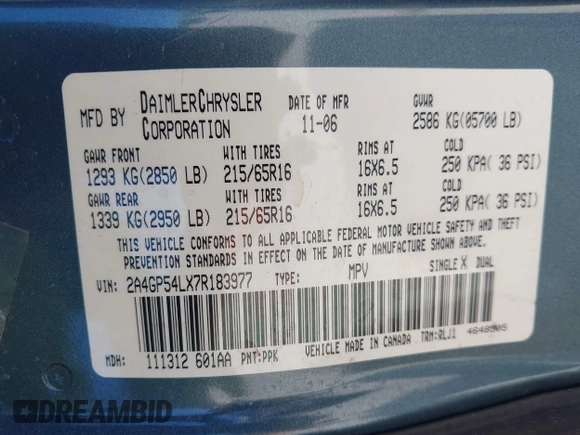 MFD BY DAIMLERCHRYSLER CORPORATION DATE OF MFR 11-06 GVWR 2586 KG(05700 LB)
GAWR FRONT WITH TIRES RIMS AT COLD
1293 KG(2850 LB) 215/65R16 16X6.5 250 KPA( 36 PSI)
GAWR REAR WITH TIRES RIMS AT COLD
1339 KG(2950 LB) 215/65R16 16X6.5 250 KPA( 36 PSI)
THIS VEHICLE CONFORMS TO ALL APPLICABLE FEDERAL MOTOR VEHICLE SAFETY AND THEFT
PREVENTION STANDARDS IN EFFECT ON THE DATE OF MANUFACTURE SHOWN ABOVE.
VIN: 2A4GP54LX7R183977 TYPE: MPV SINGLE X DUAL
MDH: 111312 601AA PNT:PPK VEHICLE MADE IN CANADA TRM:RLJ1 4648905
DREAMBID